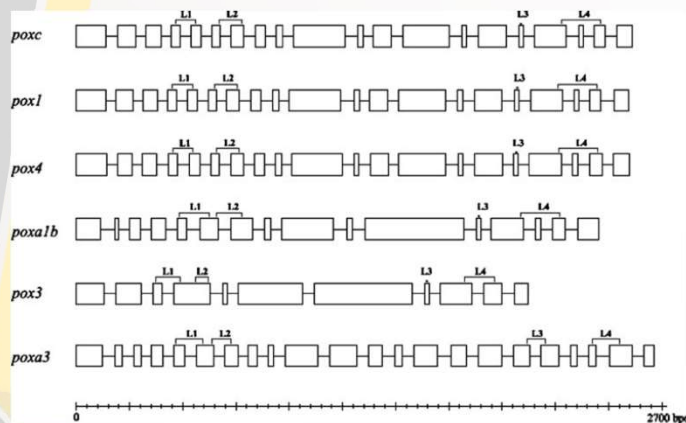 L1 L2 L3 L4
poxc
L1 L2 L3 L4
pox1
L1 L2 L3 L4
pox4
L1 L2 L3 L4
poxa1b
L1 L2 L3 L4
pox3
L1 L2 L3 L4
poxa3
0 2700 bps